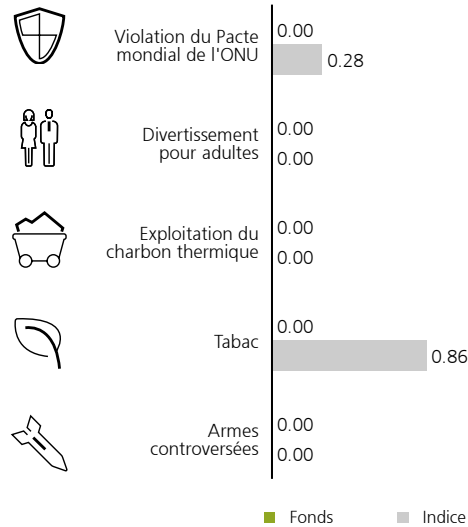 Violation du Pacte
mondial de l'ONU
0.00
0.28
Divertissement
pour adultes
0.00
0.00
Exploitation du
charbon thermique
0.00
0.00
Tabac
0.00
0.86
Armes
controversées
0.00
0.00
Fonds
Indice